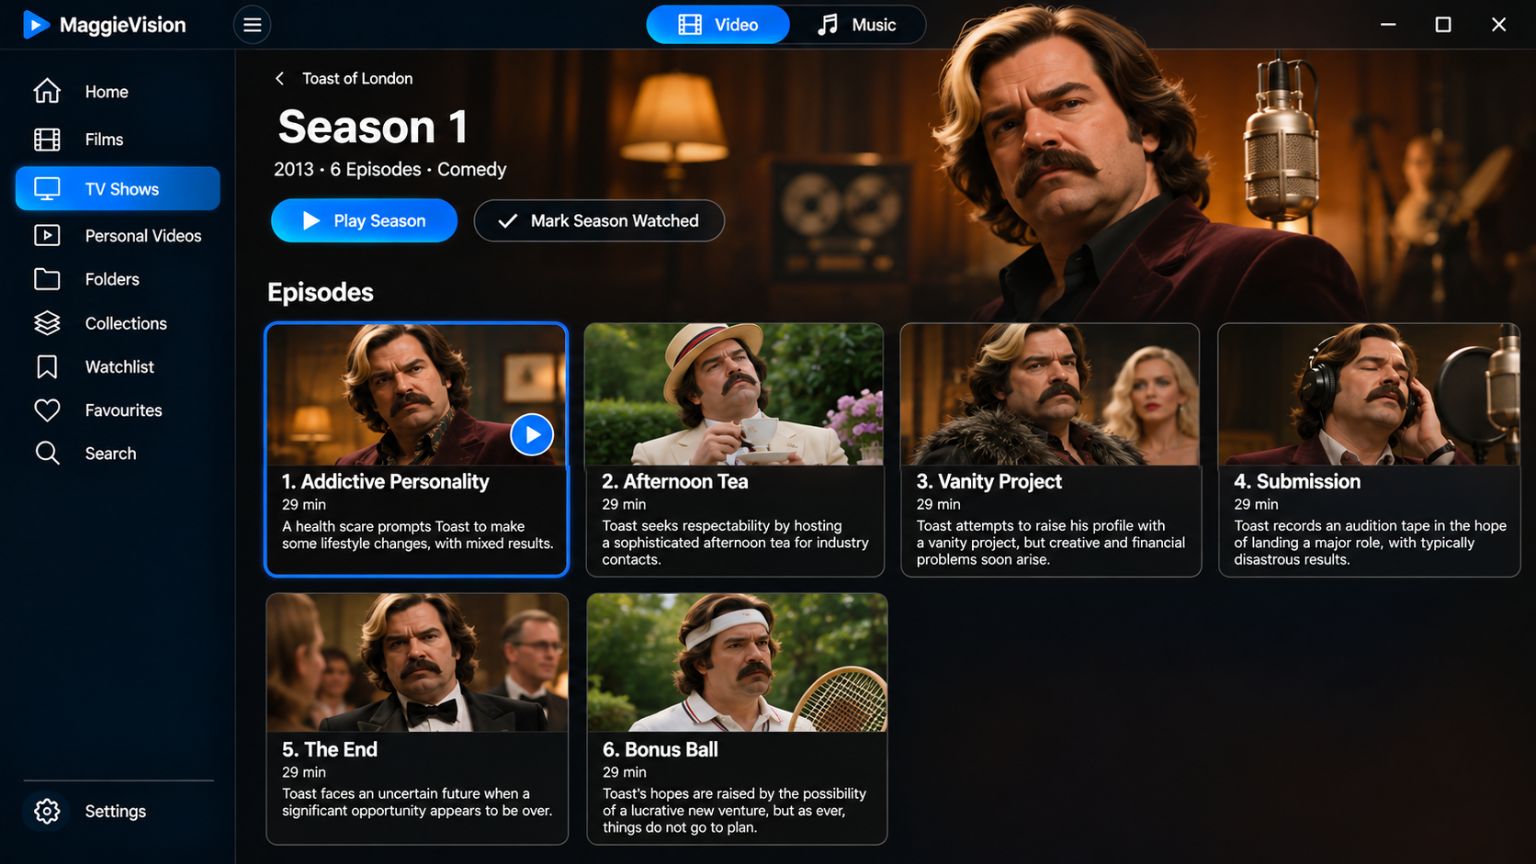 MaggieVision
Video
Music
Home
Films
TV Shows
Personal Videos
Folders
Collections
Watchlist
Favourites
Search
Settings
Toast of London
Season 1
2013 · 6 Episodes · Comedy
Play Season
Mark Season Watched
Episodes
1. Addictive Personality
29 min
A health scare prompts Toast to make
some lifestyle changes, with mixed results.
2. Afternoon Tea
29 min
Toast seeks respectability by hosting
a sophisticated afternoon tea for industry
contacts.
3. Vanity Project
29 min
Toast attempts to raise his profile with
a vanity project, but creative and financial
problems soon arise.
4. Submission
29 min
Toast records an audition tape in the hope
of landing a major role, with typically
disastrous results.
5. The End
29 min
Toast faces an uncertain future when a
significant opportunity appears to be over.
6. Bonus Ball
29 min
Toast's hopes are raised by the possibility
of a lucrative new venture, but as ever,
things do not go to plan.